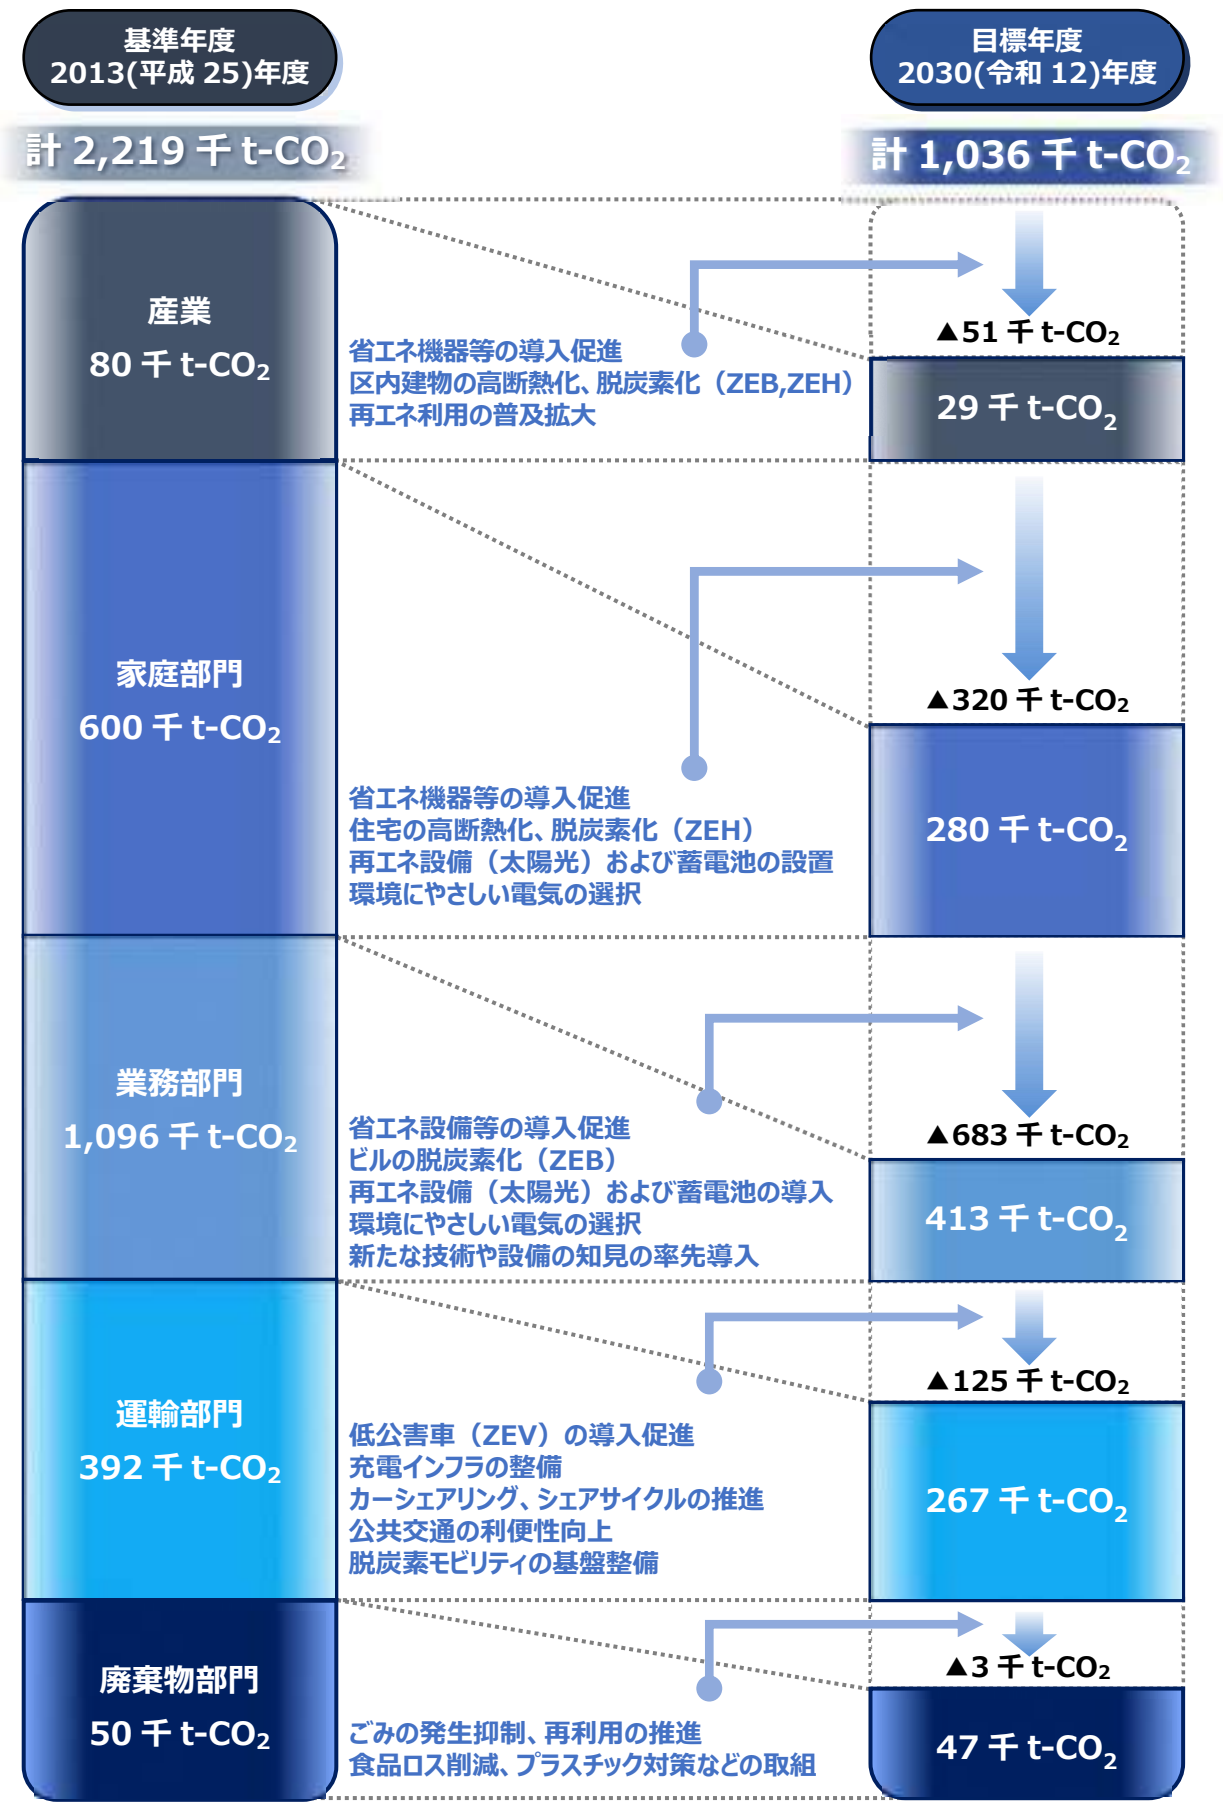 基準年度
2013(平成 25)年度
計 2,219 千 t-CO₂
目標年度
2030(令和 12)年度
計 1,036 千 t-CO₂
産業
80 千 t-CO₂
省エネ機器等の導入促進
区内建物の高断熱化、脱炭素化（ZEB,ZEH）
再エネ利用の普及拡大
▲51 千 t-CO₂
29 千 t-CO₂
家庭部門
600 千 t-CO₂
省エネ機器等の導入促進
住宅の高断熱化、脱炭素化（ZEH）
再エネ設備（太陽光）および蓄電池の設置
環境にやさしい電気の選択
▲320 千 t-CO₂
280 千 t-CO₂
業務部門
1,096 千 t-CO₂
省エネ設備等の導入促進
ビルの脱炭素化（ZEB）
再エネ設備（太陽光）および蓄電池の導入
環境にやさしい電気の選択
新たな技術や設備の知見の率先導入
▲683 千 t-CO₂
413 千 t-CO₂
運輸部門
392 千 t-CO₂
低公害車（ZEV）の導入促進
充電インフラの整備
カーシェアリング、シェアサイクルの推進
公共交通の利便性向上
脱炭素モビリティの基盤整備
▲125 千 t-CO₂
267 千 t-CO₂
廃棄物部門
50 千 t-CO₂
ごみの発生抑制、再利用の推進
食品ロス削減、プラスチック対策などの取組
▲3 千 t-CO₂
47 千 t-CO₂